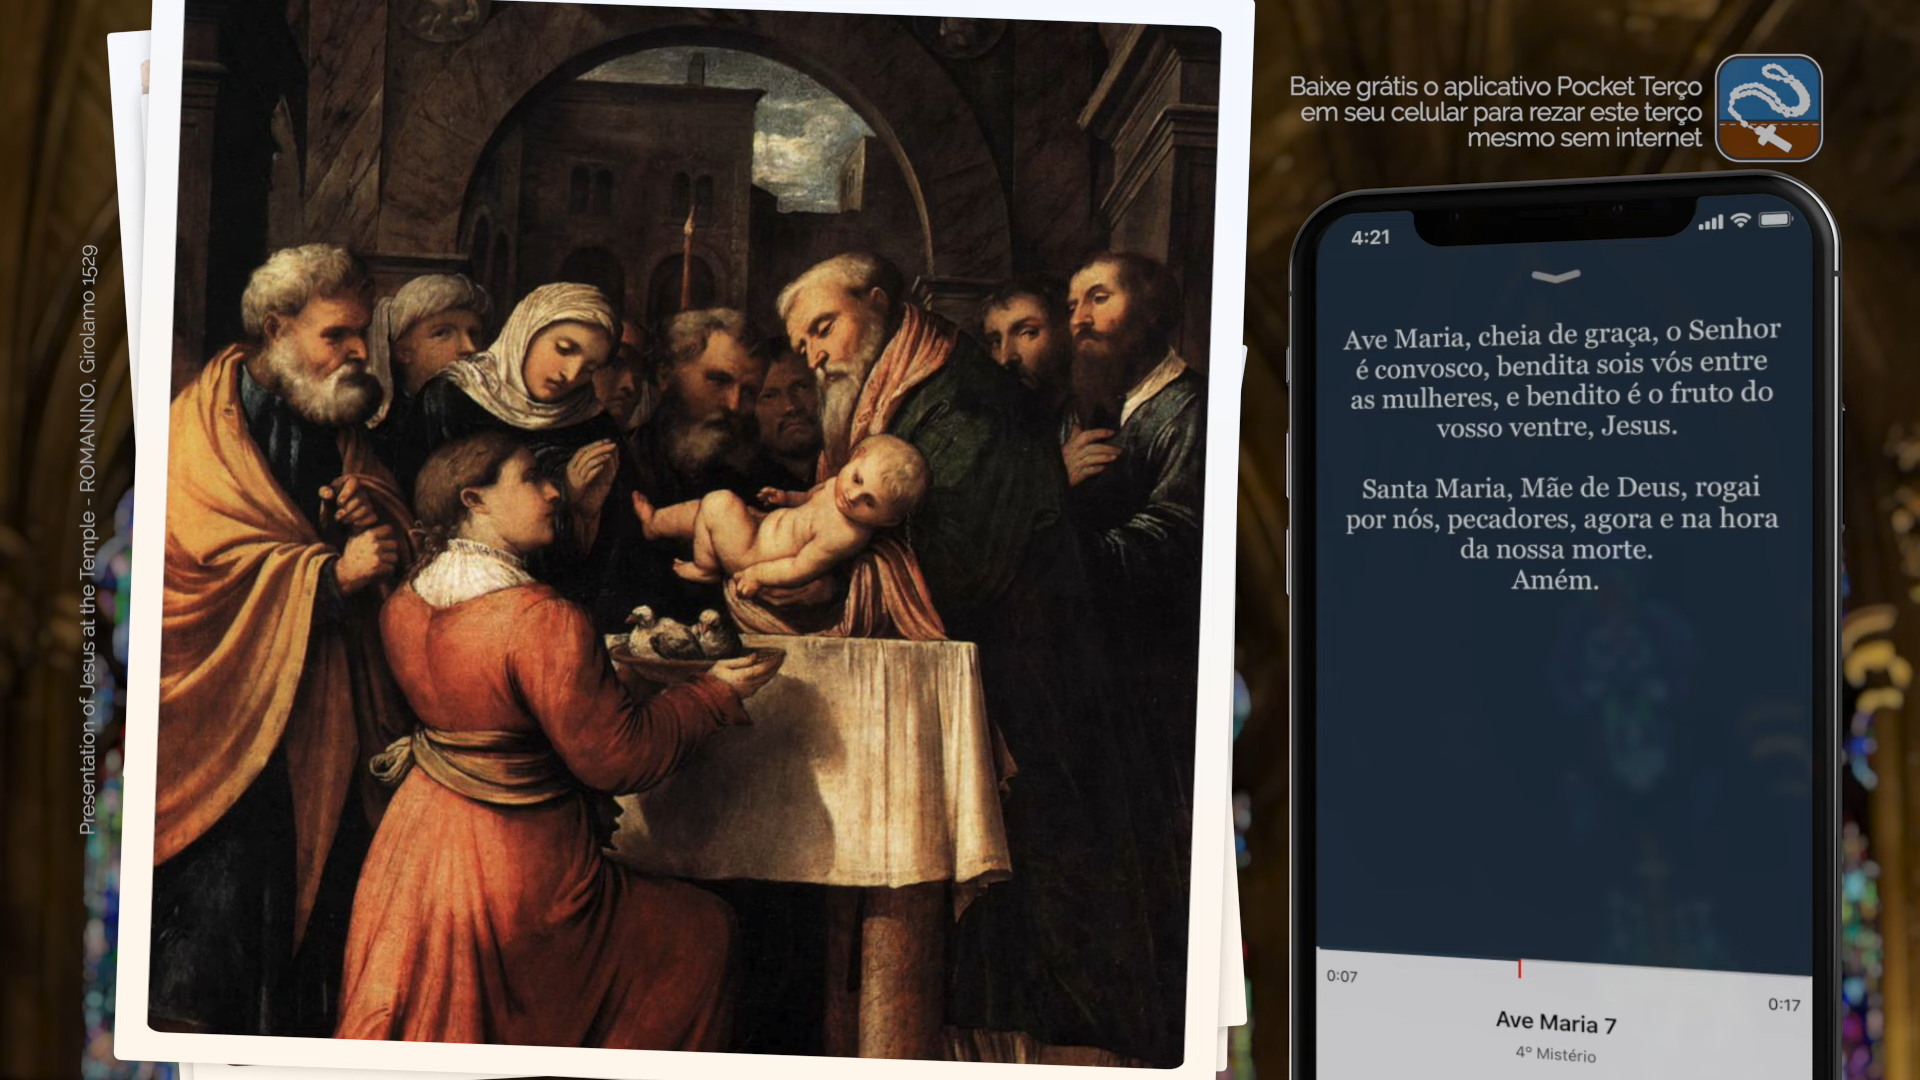 Presentation of Jesus at the Temple - ROMANINO, Girolamo 1529
Baixe grátis o aplicativo Pocket Terço
em seu celular para rezar este terço
mesmo sem internet
4:21
Ave Maria, cheia de graça, o Senhor
é convosco, bendita sois vós entre
as mulheres, e bendito é o fruto do
vosso ventre, Jesus.
Santa Maria, Mãe de Deus, rogai
por nós, pecadores, agora e na hora
da nossa morte.
Amém.
0:07
0:17
Ave Maria 7
4º Mistério